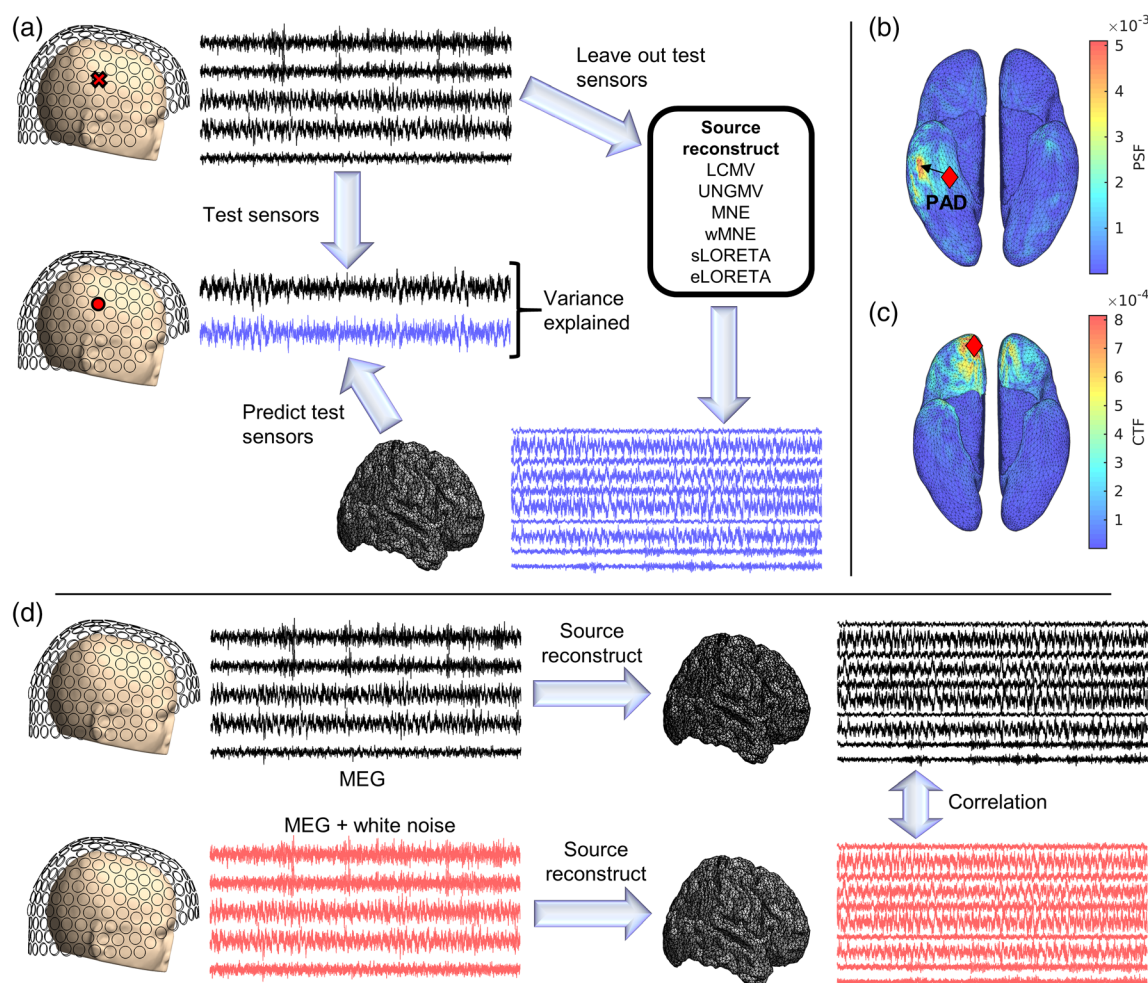 (a)
Leave out test
sensors
Source
reconstruct
LCMV
UNGMV
MNE
wMNE
sLORETA
eLORETA
Test sensors
Variance
explained
Predict test
sensors
(b)
×10⁻³
5
4
3
2
1
PSF
PAD
(c)
×10⁻⁴
8
7
6
5
4
3
2
1
CTF
(d)
Source
reconstruct
MEG
Correlation
MEG + white noise
Source
reconstruct